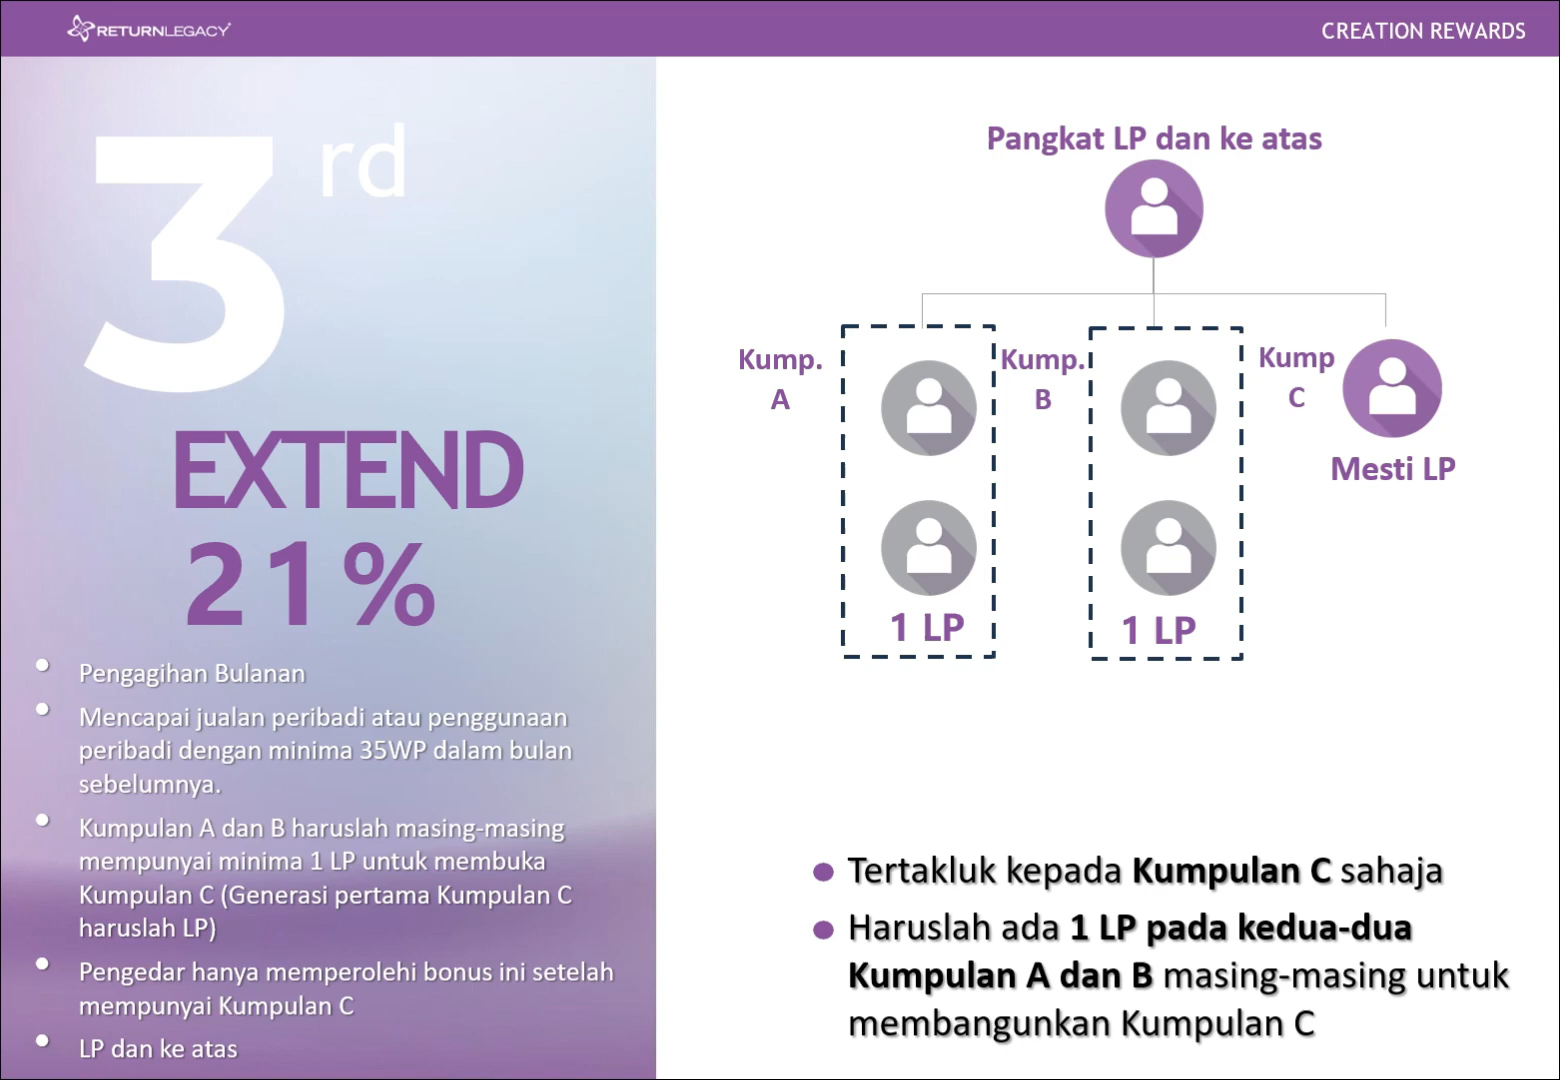 RETURNLEGACY
CREATION REWARDS
3rd
EXTEND
21%
• Pengagihan Bulanan
• Mencapai jualan peribadi atau penggunaan
peribadi dengan minima 35WP dalam bulan
sebelumnya.
• Kumpulan A dan B haruslah masing-masing
mempunyai minima 1 LP untuk membuka
Kumpulan C (Generasi pertama Kumpulan C
haruslah LP)
• Pengedar hanya memperolehi bonus ini setelah
mempunyai Kumpulan C
• LP dan ke atas
Pangkat LP dan ke atas
Kump.
A
1 LP
Kump.
B
1 LP
Kump
C
Mesti LP
• Tertakluk kepada Kumpulan C sahaja
• Haruslah ada 1 LP pada kedua-dua
Kumpulan A dan B masing-masing untuk
membangunkan Kumpulan C